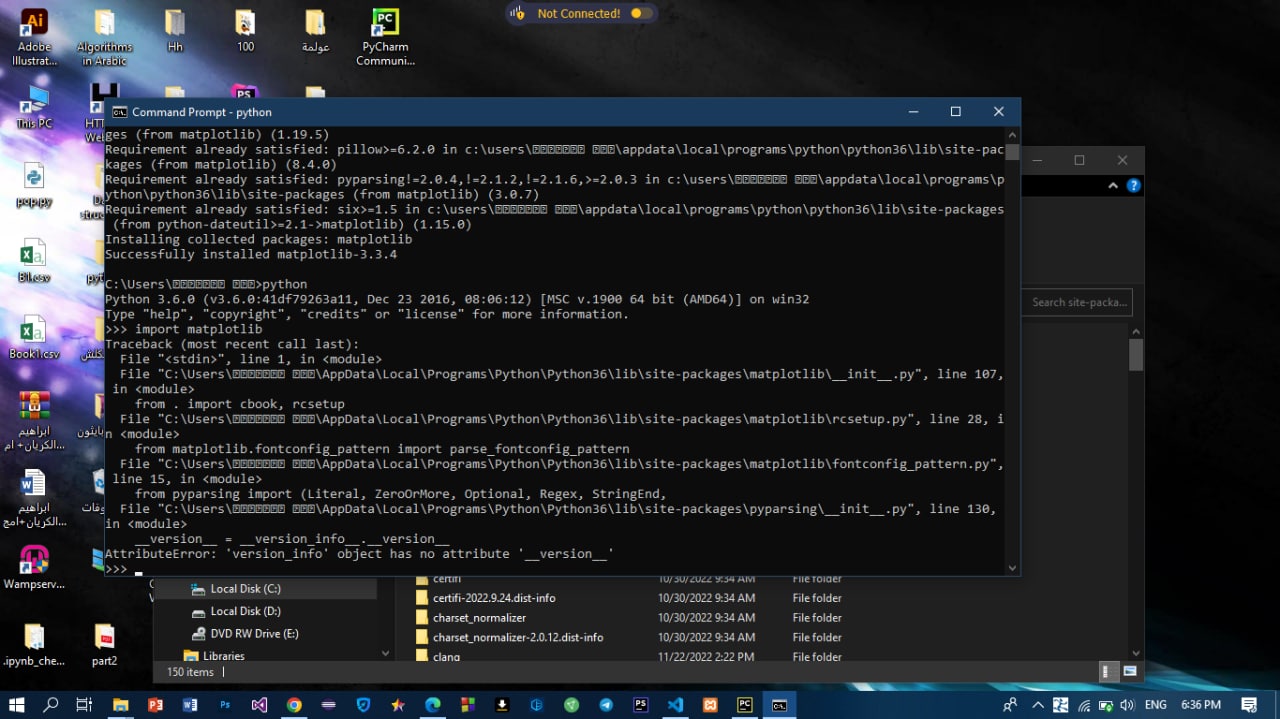 Not Connected!
Adobe
Illustrat...
Algorithms
in Arabic
Hh
100
عولمة
PyCharm
Communi...
This PC
pop.py
B1.csv
Book1.csv
ابراهيم
الكريان+ ام...
ابراهيم
الكريان+امج...
Wampserv...
.ipynb_che...
part2
Command Prompt - python
ges (from matplotlib) (1.19.5)
Requirement already satisfied: pillow>=6.2.0 in c:\users\ \appdata\local\programs\python\python36\lib\site-pac
kages (from matplotlib) (8.4.0)
Requirement already satisfied: pyparsing!=2.0.4,!=2.1.2,!=2.1.6,>=2.0.3 in c:\users\ \appdata\local\programs\p
ython\python36\lib\site-packages (from matplotlib) (3.0.7)
Requirement already satisfied: six>=1.5 in c:\users\ \appdata\local\programs\python\python36\lib\site-packages
(from python-dateutil>=2.1->matplotlib) (1.15.0)
Installing collected packages: matplotlib
Successfully installed matplotlib-3.3.4
C:\Users\ >python
Python 3.6.0 (v3.6.0:41df79263a11, Dec 23 2016, 08:06:12) [MSC v.1900 64 bit (AMD64)] on win32
Type "help", "copyright", "credits" or "license" for more information.
>>> import matplotlib
Traceback (most recent call last):
File "<stdin>", line 1, in <module>
File "C:\Users\ \AppData\Local\Programs\Python\Python36\lib\site-packages\matplotlib\__init__.py", line 107,
in <module>
from . import cbook, rcsetup
File "C:\Users\ \AppData\Local\Programs\Python\Python36\lib\site-packages\matplotlib\rcsetup.py", line 28, i
n <module>
from matplotlib.fontconfig_pattern import parse_fontconfig_pattern
File "C:\Users\ \AppData\Local\Programs\Python\Python36\lib\site-packages\matplotlib\fontconfig_pattern.py",
line 15, in <module>
from pyparsing import (Literal, ZeroOrMore, Optional, Regex, StringEnd,
File "C:\Users\ \AppData\Local\Programs\Python\Python36\lib\site-packages\pyparsing\__init__.py", line 130,
in <module>
__version__ = __version_info__.__version__
AttributeError: 'version_info' object has no attribute '__version__'
>>>
Search site-packa...
Local Disk (C:)
Local Disk (D:)
DVD RW Drive (E:)
Libraries
certifi 10/30/2022 9:34 AM File folder
certifi-2022.9.24.dist-info 10/30/2022 9:34 AM File folder
charset_normalizer 10/30/2022 9:34 AM File folder
charset_normalizer-2.0.12.dist-info 10/30/2022 9:34 AM File folder
clang 11/22/2022 2:22 PM File folder
150 items
ENG 6:36 PM